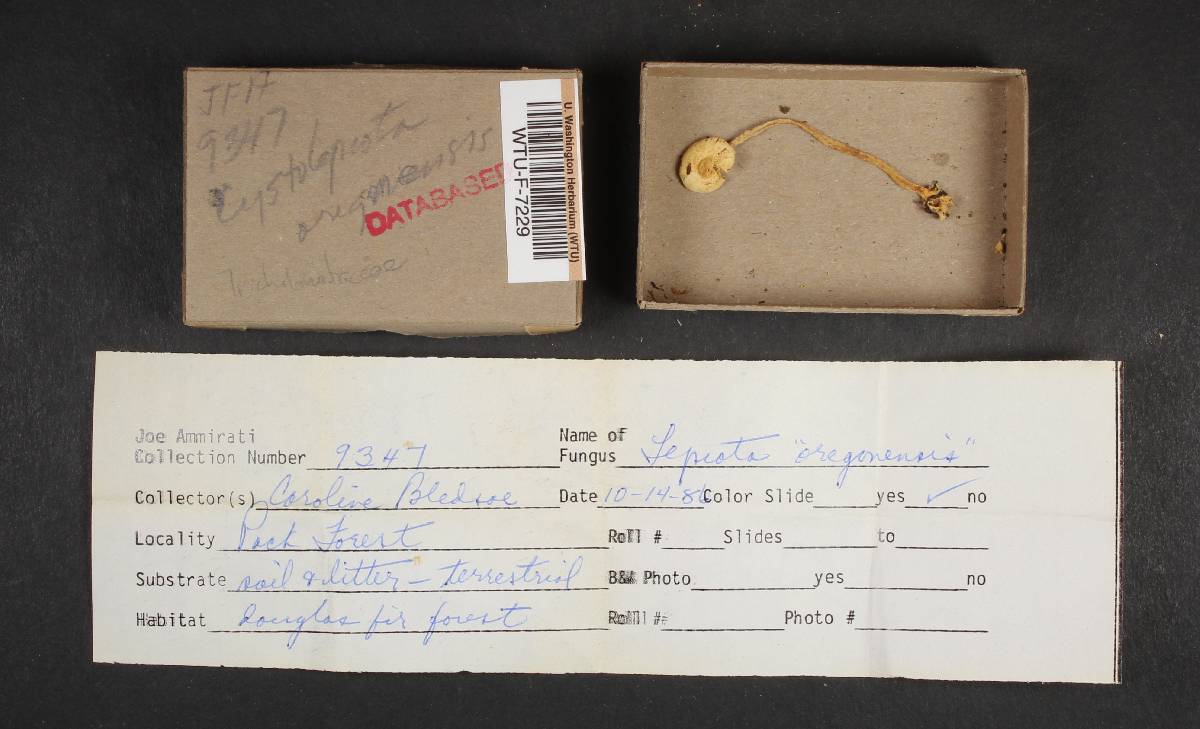 JFA
9347
Cystolepiota
oregonensis
DATABASED
Tricholomataceae
WTU-F-7229
U. Washington Herbarium (WTU)
Joe Ammirati
Collection Number 9347
Name of
Fungus Lepiota "oregonensis"
Collector(s) Caroline Bledsoe Date 10-14-86 Color Slide yes ✓ no
Locality Pack Forest Roll # Slides to
Substrate soil & litter - terrestrial B&W Photo yes no
Habitat douglas fir forest Roll # Photo #